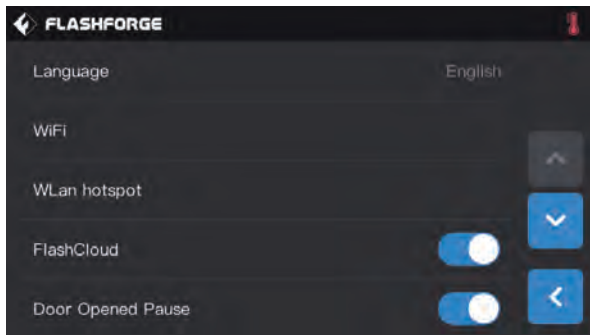 FLASHFORGE
Language English
WiFi
WLan hotspot
FlashCloud
Door Opened Pause